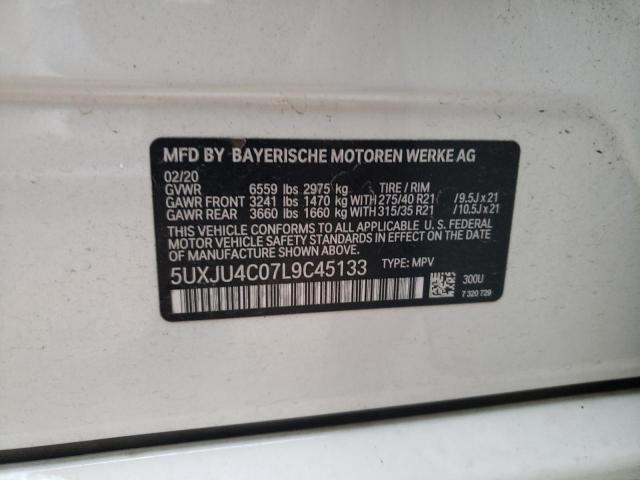 MFD BY BAYERISCHE MOTOREN WERKE AG
02/20
GVWR 6559 lbs 2975 kg TIRE / RIM
GAWR FRONT 3241 lbs 1470 kg WITH 275/40 R21 / 9.5J x 21
GAWR REAR 3660 lbs 1660 kg WITH 315/35 R21 / 10.5J x 21
THIS VEHICLE CONFORMS TO ALL APPLICABLE U. S. FEDERAL
MOTOR VEHICLE SAFETY STANDARDS IN EFFECT ON THE DATE
OF MANUFACTURE SHOWN ABOVE.
5UXJU4C07L9C45133 TYPE: MPV
300U
7 320 729